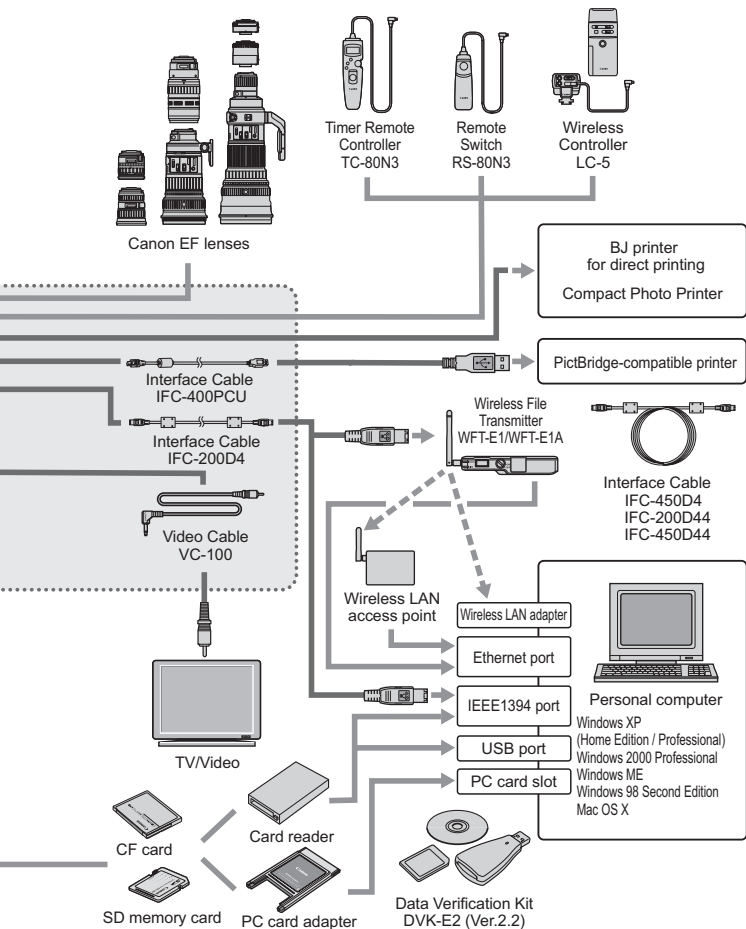 Timer Remote
Controller
TC-80N3
Remote
Switch
RS-80N3
Wireless
Controller
LC-5
Canon EF lenses
BJ printer
for direct printing
Compact Photo Printer
Interface Cable
IFC-400PCU
PictBridge-compatible printer
Interface Cable
IFC-200D4
Wireless File
Transmitter
WFT-E1/WFT-E1A
Interface Cable
IFC-450D4
IFC-200D44
IFC-450D44
Video Cable
VC-100
Wireless LAN
access point
Wireless LAN adapter
Ethernet port
IEEE1394 port
USB port
PC card slot
Personal computer
Windows XP
(Home Edition / Professional)
Windows 2000 Professional
Windows ME
Windows 98 Second Edition
Mac OS X
TV/Video
CF card
Card reader
SD memory card
PC card adapter
Data Verification Kit
DVK-E2 (Ver.2.2)